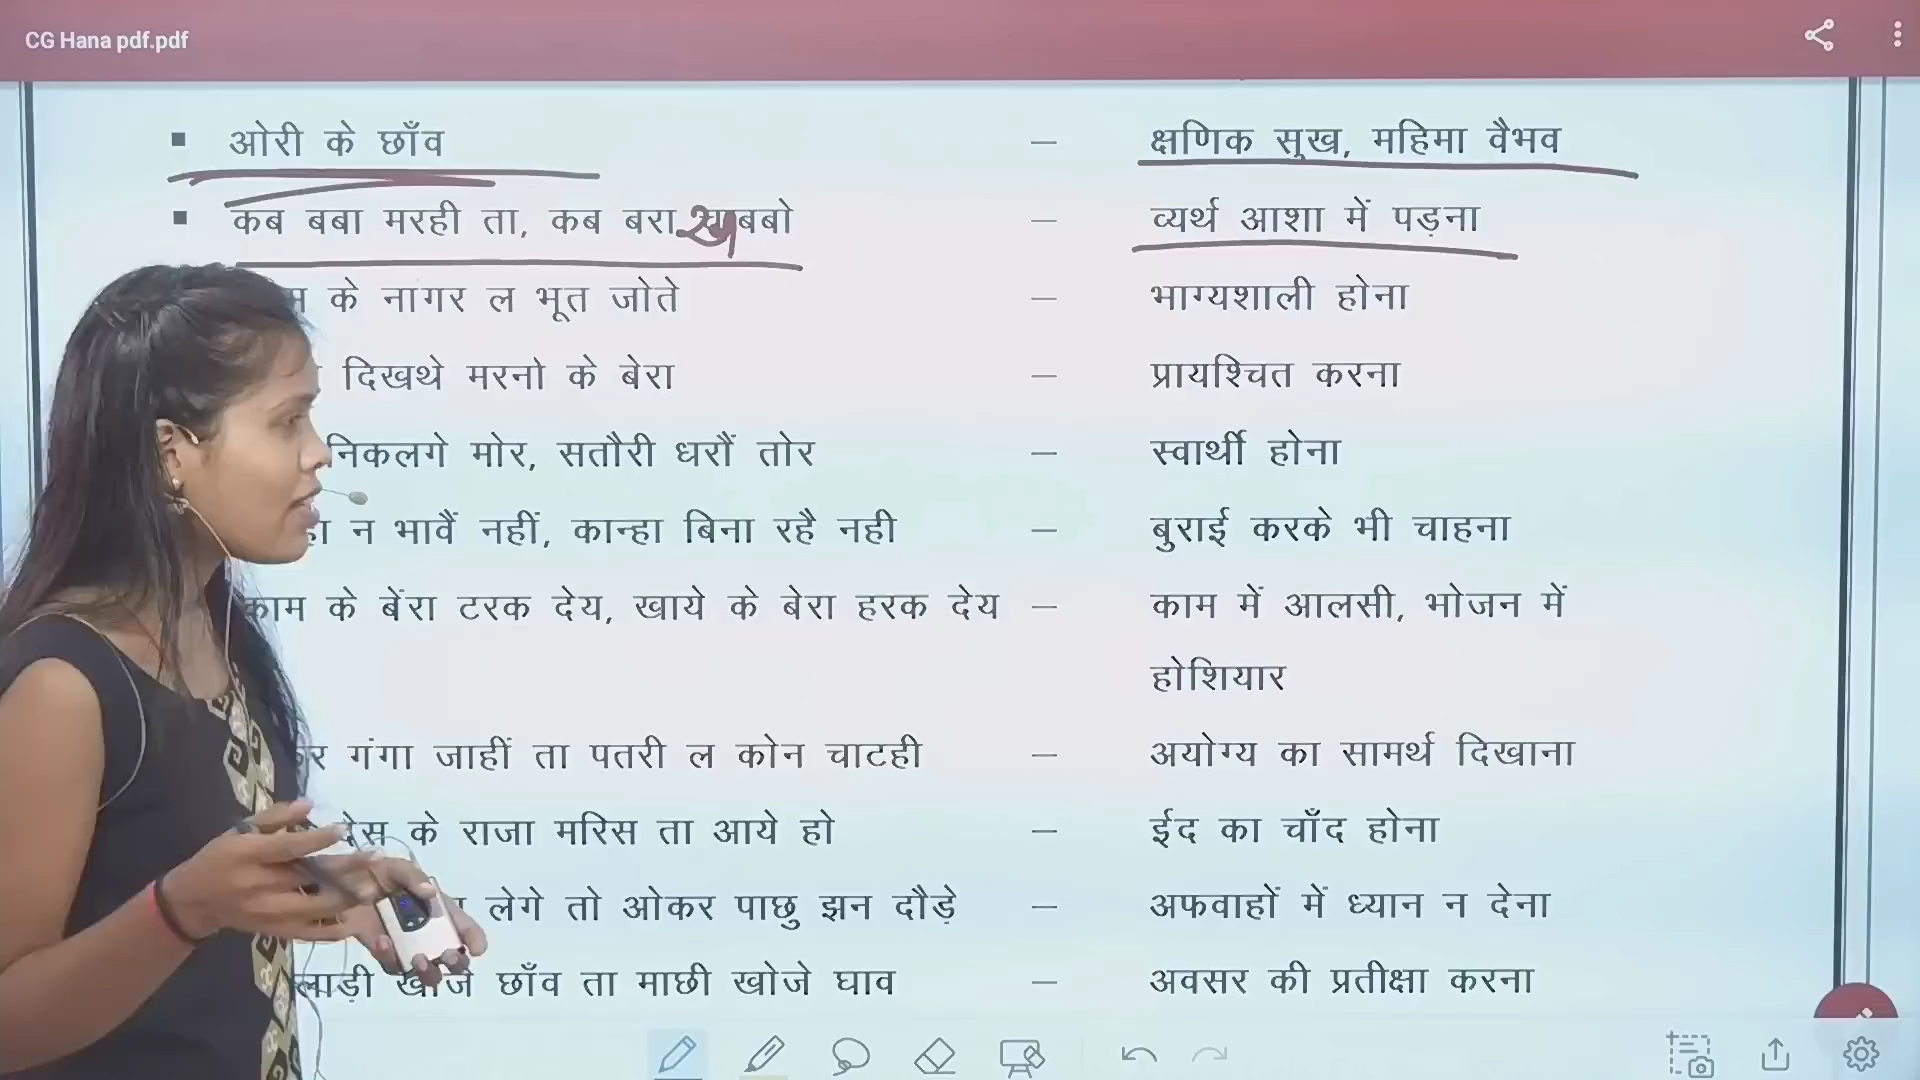 CG Hana pdf.pdf
ओरी के छाँव – क्षणिक सुख, महिमा वैभव
कब बबा मरही ता, कब बरा खबबो – व्यर्थ आशा में पड़ना
के नागर ल भूत जोते – भाग्यशाली होना
दिखथे मरनो के बेरा – प्रायश्चित करना
निकलगे मोर, सतौरी धरौं तोर – स्वार्थी होना
न भावैं नहीं, कान्हा बिना रहै नही – बुराई करके भी चाहना
काम के बेंरा टरक देय, खाये के बेरा हरक देय – काम में आलसी, भोजन में
होशियार
गंगा जाहीं ता पतरी ल कोन चाटही – अयोग्य का सामर्थ दिखाना
के राजा मरिस ता आये हो – ईद का चाँद होना
लेगे तो ओकर पाछु झन दौड़े – अफवाहों में ध्यान न देना
खोजे छाँव ता माछी खोजे घाव – अवसर की प्रतीक्षा करना